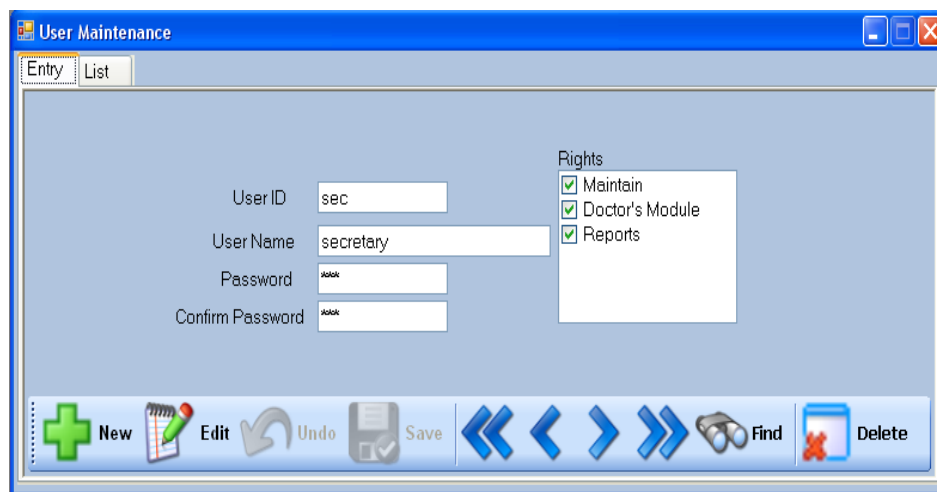 User Maintenance
Entry List
Rights
Maintain
User ID sec
Doctor's Module
Reports
User Name secretary
Password ***
Confirm Password ***
New Edit Undo Save Find Delete